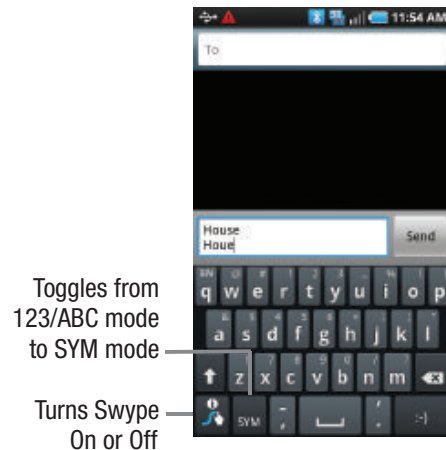 11:54 AM
To
House
Houe
Send
q w e r t y u i o p
a s d f g h j k l
z x c v b n m
SYM - , . :-)
Toggles from
123/ABC mode
to SYM mode
Turns Swype
On or Off